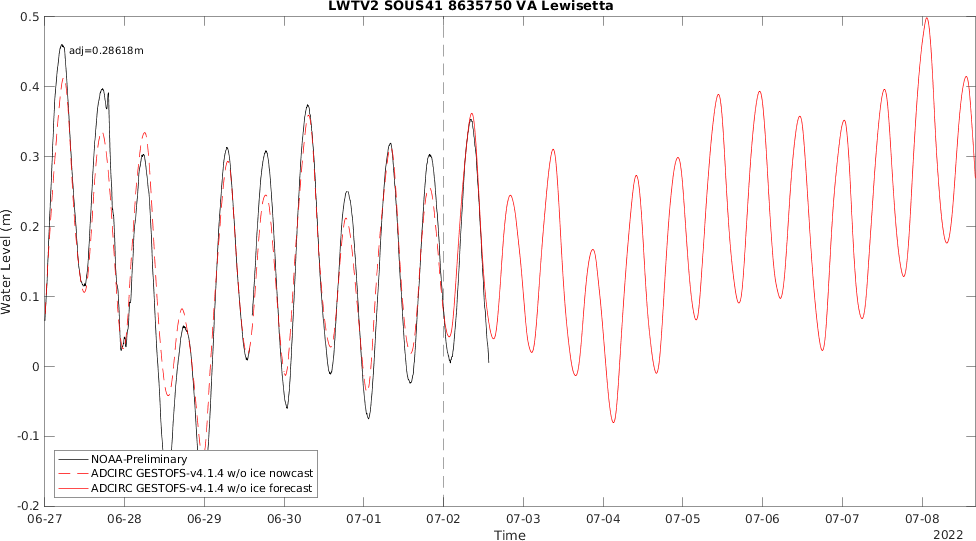 LWTV2 SOUS41 8635750 VA Lewisetta
adj=0.28618m
0.5
0.4
0.3
0.2
0.1
0
-0.1
-0.2
Water Level (m)
NOAA-Preliminary
ADCIRC GESTOFS-v4.1.4 w/o ice nowcast
ADCIRC GESTOFS-v4.1.4 w/o ice forecast
06-27 06-28 06-29 06-30 07-01 07-02 07-03 07-04 07-05 07-06 07-07 07-08
Time
2022